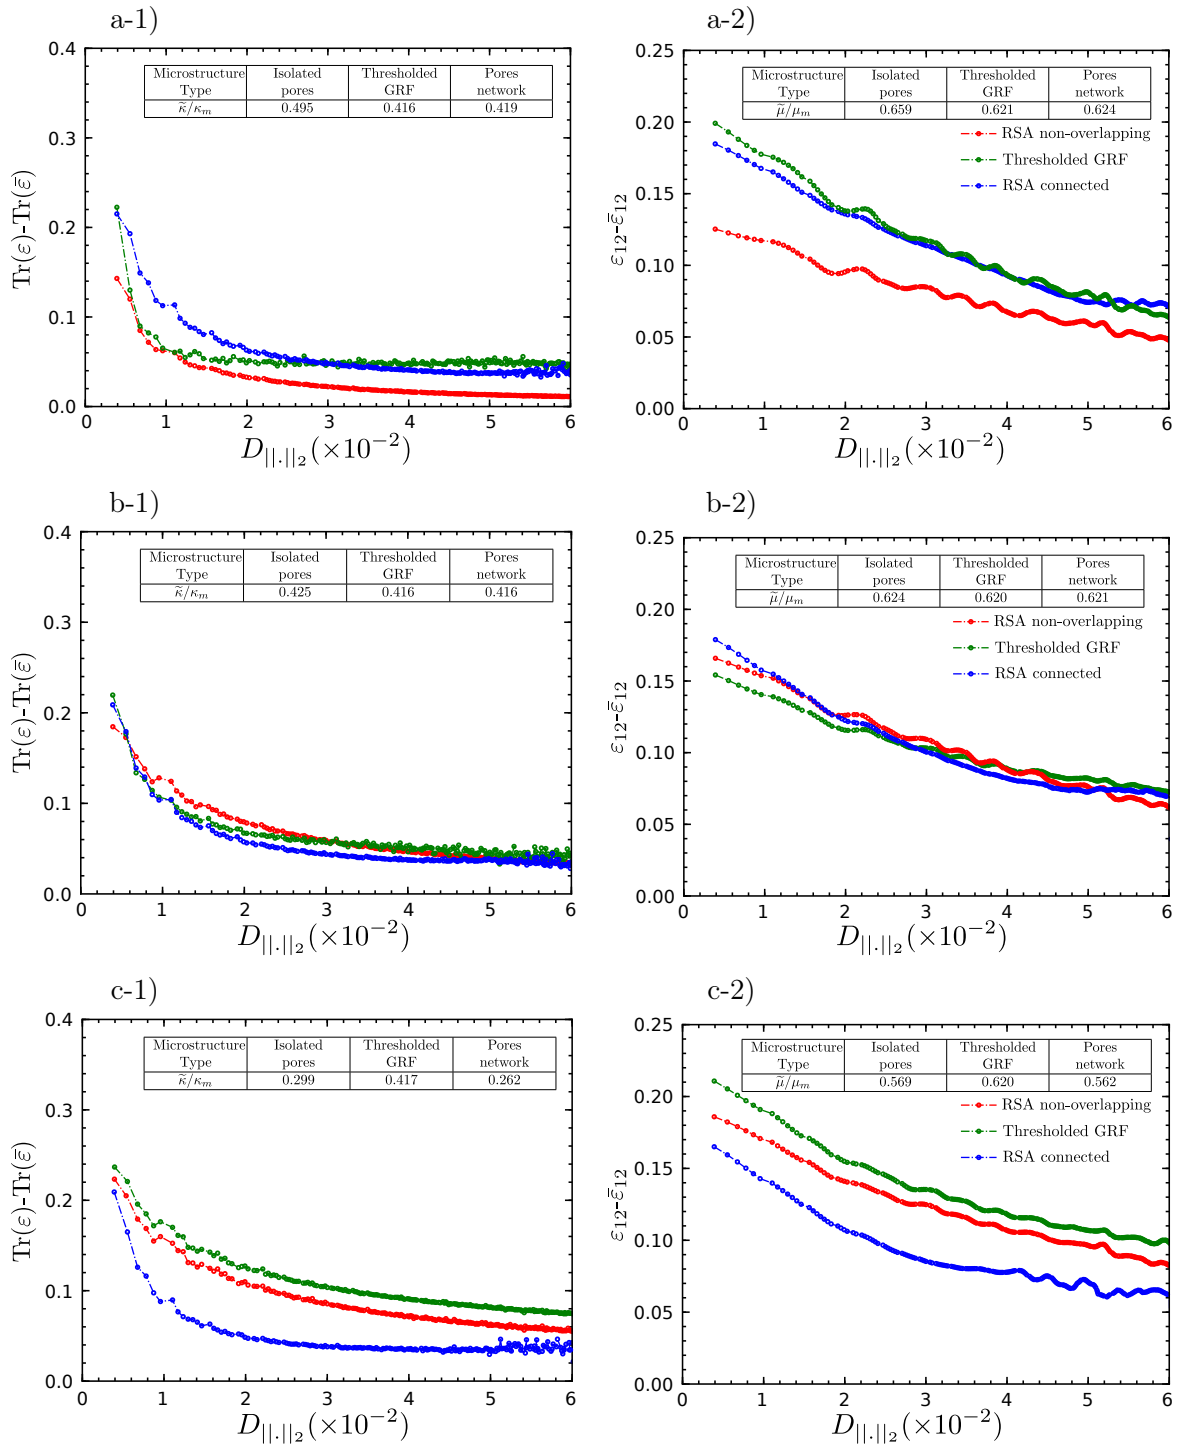 a-1)
0.4
0.3
0.2
0.1
0.0
Tr(ε)-Tr(ε̄)
Microstructure Type Isolated pores Thresholded GRF Pores network
κ̃/κm 0.495 0.416 0.419
0 1 2 3 4 5 6
D||.||2(×10−2)
a-2)
0.25
0.20
0.15
0.10
0.05
0.00
ε12-ε̄12
Microstructure Type Isolated pores Thresholded GRF Pores network
μ̃/μm 0.659 0.621 0.624
RSA non-overlapping
Thresholded GRF
RSA connected
0 1 2 3 4 5 6
D||.||2(×10−2)
b-1)
0.4
0.3
0.2
0.1
0.0
Tr(ε)-Tr(ε̄)
Microstructure Type Isolated pores Thresholded GRF Pores network
κ̃/κm 0.425 0.416 0.416
0 1 2 3 4 5 6
D||.||2(×10−2)
b-2)
0.25
0.20
0.15
0.10
0.05
0.00
ε12-ε̄12
Microstructure Type Isolated pores Thresholded GRF Pores network
μ̃/μm 0.624 0.620 0.621
RSA non-overlapping
Thresholded GRF
RSA connected
0 1 2 3 4 5 6
D||.||2(×10−2)
c-1)
0.4
0.3
0.2
0.1
0.0
Tr(ε)-Tr(ε̄)
Microstructure Type Isolated pores Thresholded GRF Pores network
κ̃/κm 0.299 0.417 0.262
0 1 2 3 4 5 6
D||.||2(×10−2)
c-2)
0.25
0.20
0.15
0.10
0.05
0.00
ε12-ε̄12
Microstructure Type Isolated pores Thresholded GRF Pores network
μ̃/μm 0.569 0.620 0.562
RSA non-overlapping
Thresholded GRF
RSA connected
0 1 2 3 4 5 6
D||.||2(×10−2)